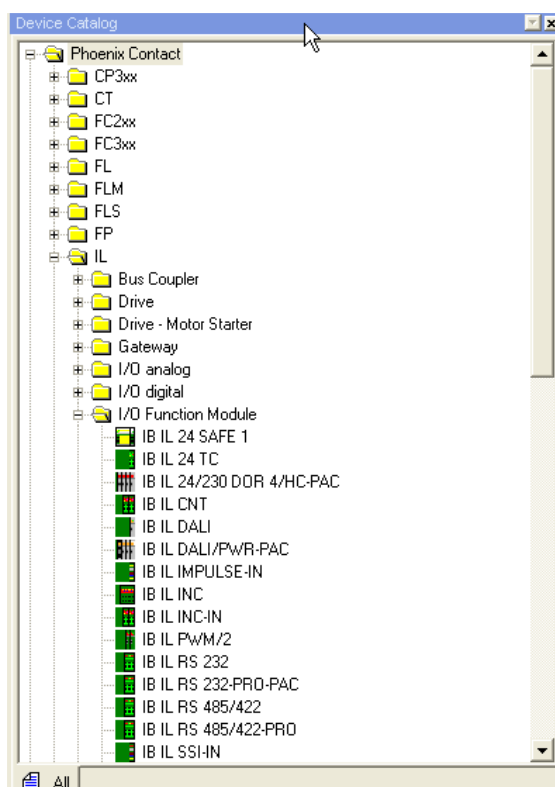 Device Catalog
Phoenix Contact
CP3xx
CT
FC2xx
FC3xx
FL
FLM
FLS
FP
IL
Bus Coupler
Drive
Drive - Motor Starter
Gateway
I/O analog
I/O digital
I/O Function Module
IB IL 24 SAFE 1
IB IL 24 TC
IB IL 24/230 DOR 4/HC-PAC
IB IL CNT
IB IL DALI
IB IL DALI/PWR-PAC
IB IL IMPULSE-IN
IB IL INC
IB IL INC-IN
IB IL PWM/2
IB IL RS 232
IB IL RS 232-PRO-PAC
IB IL RS 485/422
IB IL RS 485/422-PRO
IB IL SSI-IN
All